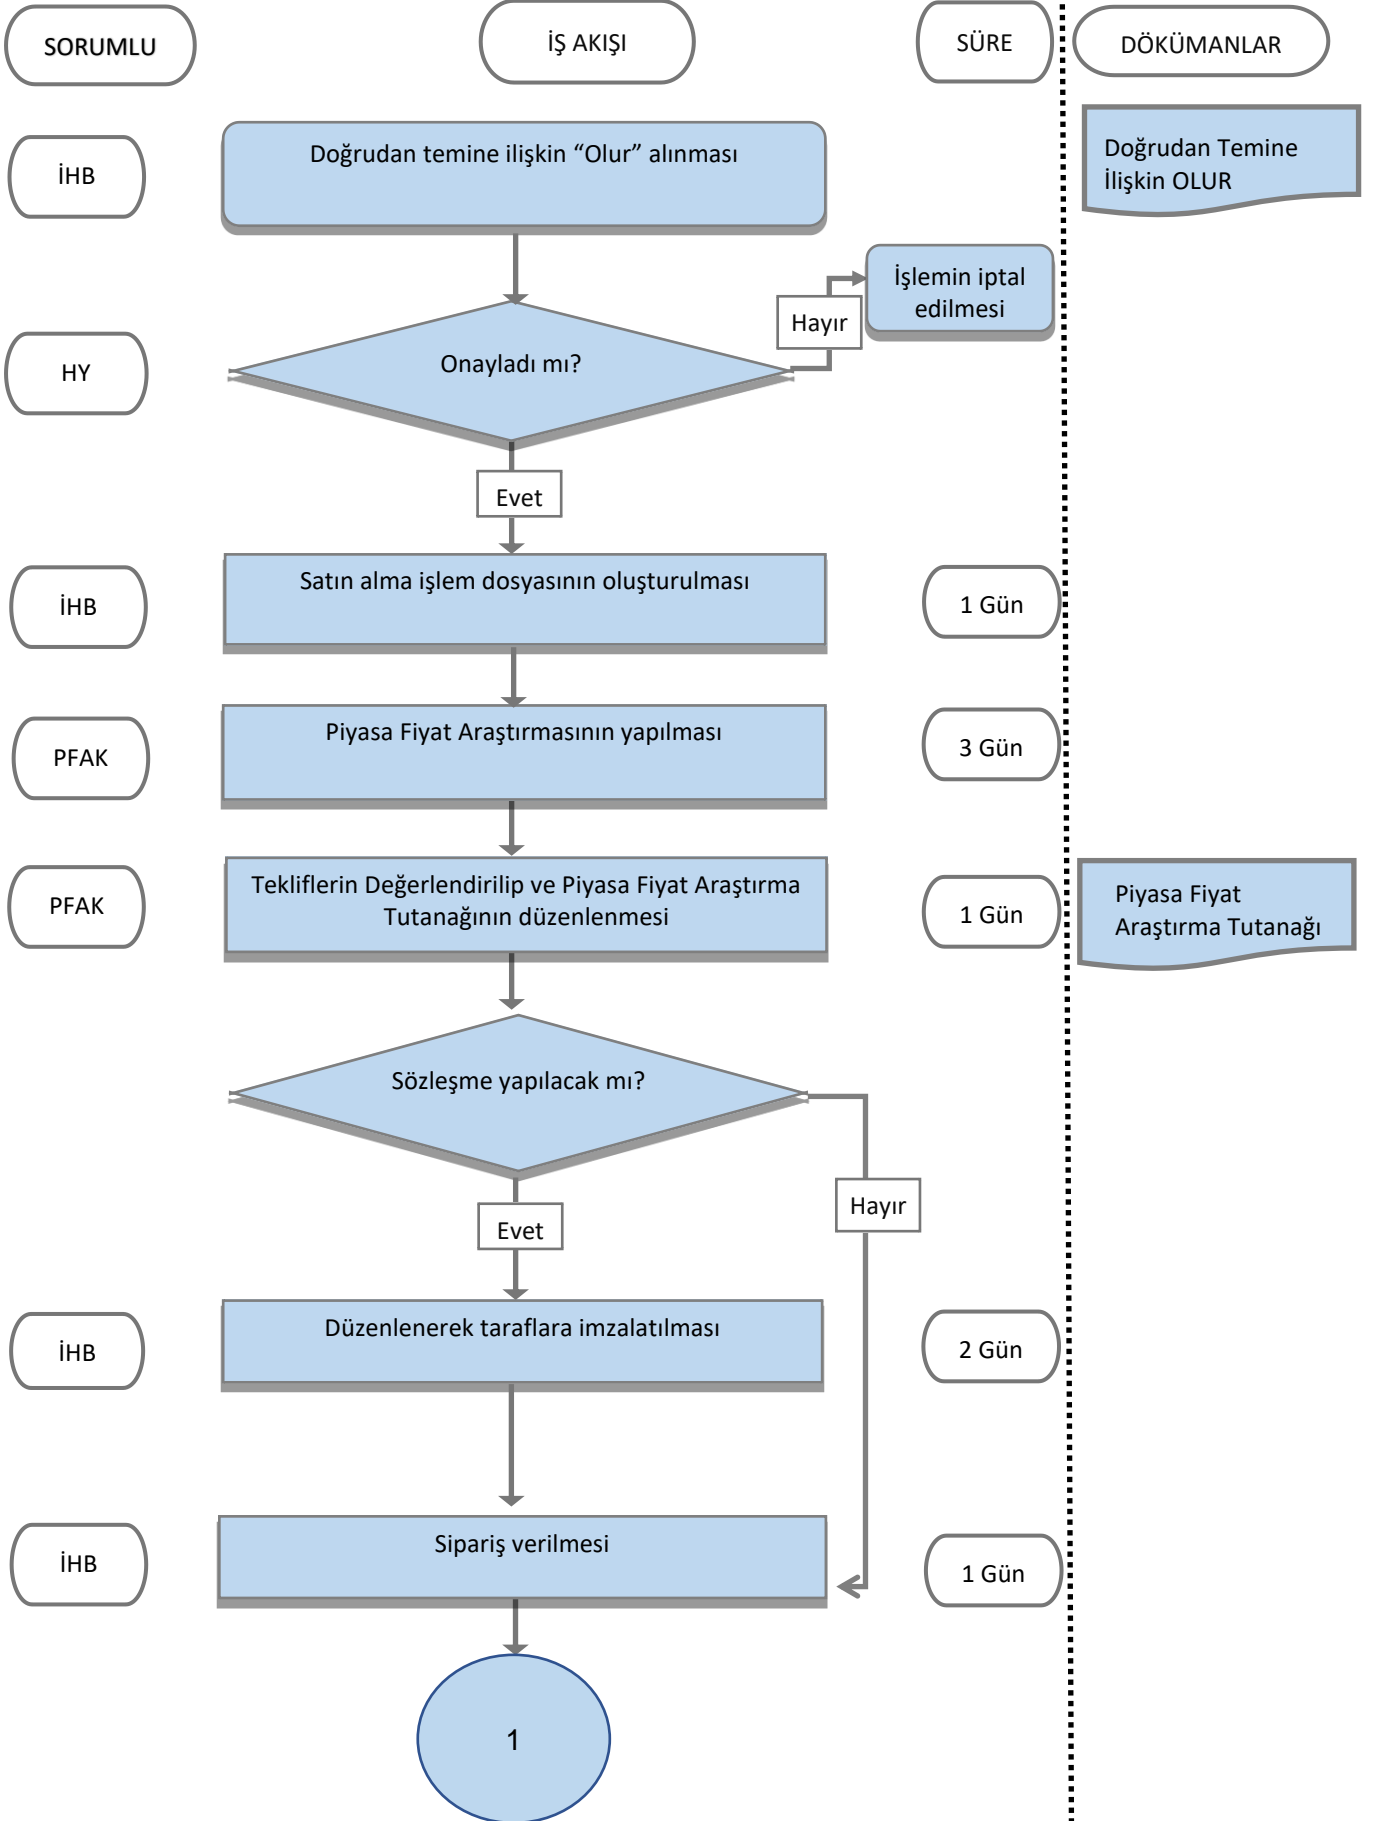 SORUMLU
İŞ AKIŞI
SÜRE
DÖKÜMANLAR
İHB
Doğrudan temine ilişkin “Olur” alınması
Doğrudan Temine
İlişkin OLUR
İşlemin iptal
edilmesi
Hayır
HY
Onayladı mı?
Evet
İHB
Satın alma işlem dosyasının oluşturulması
1 Gün
PFAK
Piyasa Fiyat Araştırmasının yapılması
3 Gün
PFAK
Tekliflerin Değerlendirilip ve Piyasa Fiyat Araştırma
Tutanağının düzenlenmesi
1 Gün
Piyasa Fiyat
Araştırma Tutanağı
Sözleşme yapılacak mı?
Hayır
Evet
İHB
Düzenlenerek taraflara imzalatılması
2 Gün
İHB
Sipariş verilmesi
1 Gün
1